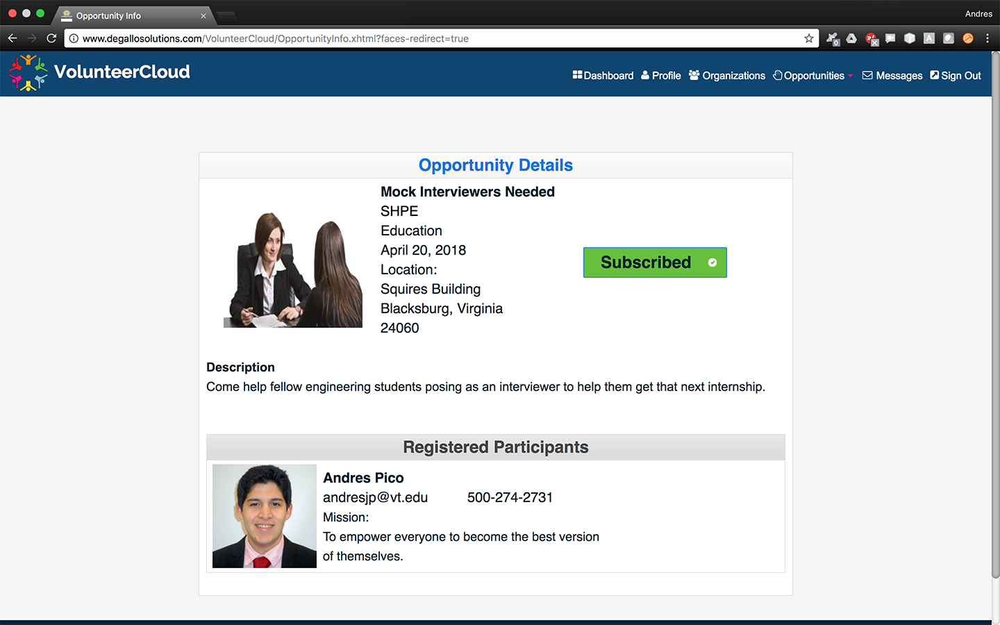 Andres
Opportunity Info
www.degallosolutions.com/VolunteerCloud/OpportunityInfo.xhtml?faces-redirect=true
VolunteerCloud
Dashboard Profile Organizations Opportunities Messages Sign Out
Opportunity Details
Mock Interviewers Needed
SHPE
Education
April 20, 2018
Location:
Squires Building
Blacksburg, Virginia
24060
Subscribed
Description
Come help fellow engineering students posing as an interviewer to help them get that next internship.
Registered Participants
Andres Pico
andresjp@vt.edu 500-274-2731
Mission:
To empower everyone to become the best version
of themselves.